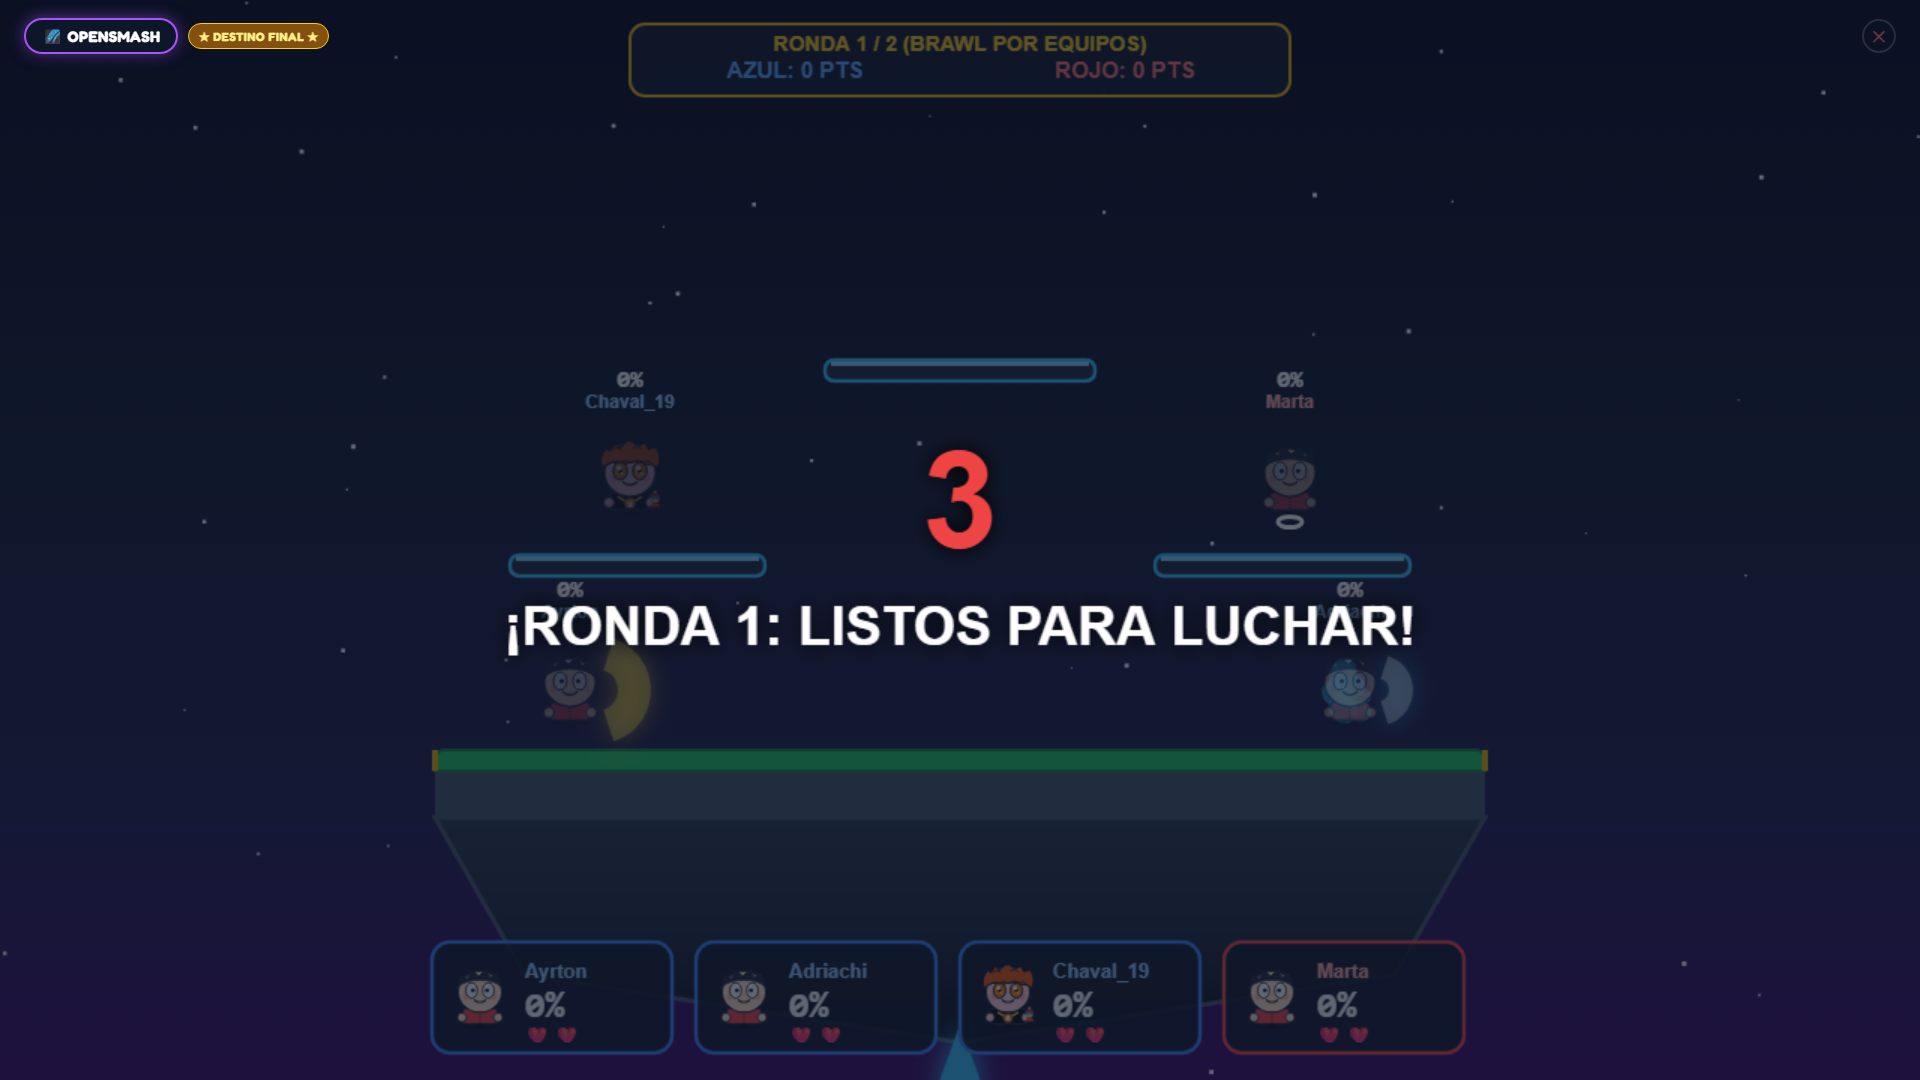 OPENSMASH
★ DESTINO FINAL ★
RONDA 1 / 2 (BRAWL POR EQUIPOS)
AZUL: 0 PTS
ROJO: 0 PTS
0%
Chaval_19
0%
Marta
3
0%
0%
¡RONDA 1: LISTOS PARA LUCHAR!
Ayrton
0%
Adriachi
0%
Chaval_19
0%
Marta
0%